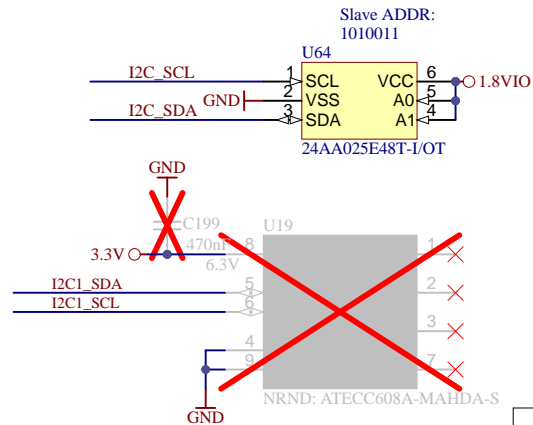 Slave ADDR:
1010011
U64
I2C_SCL 1 SCL VCC 6 1.8VIO
GND 2 VSS A0 5
I2C_SDA 3 SDA A1 4
24AA025E48T-I/OT
GND
C199 U19
470nF
3.3V 8 1
6.3V
I2C1_SDA 5 2
I2C1_SCL 6
3
4
9 7
NRND: ATECC608A-MAHDA-S
GND